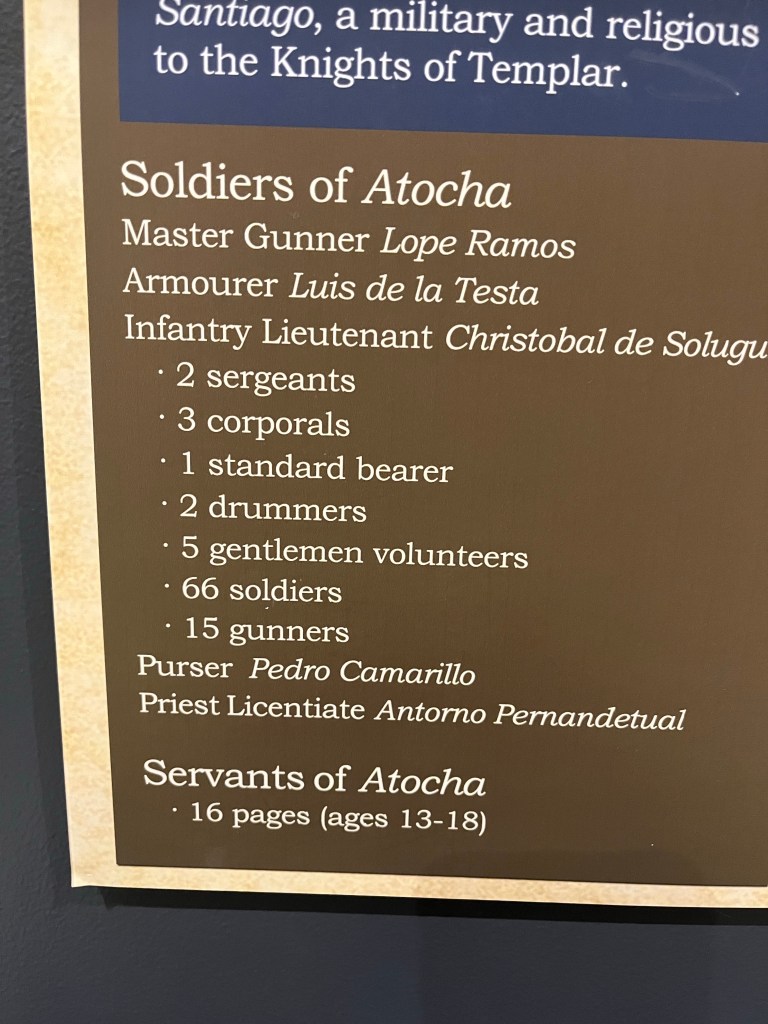 Santiago, a military and religious
to the Knights of Templar.
Soldiers of Atocha
Master Gunner Lope Ramos
Armourer Luis de la Testa
Infantry Lieutenant Christobal de Solugu
· 2 sergeants
· 3 corporals
· 1 standard bearer
· 2 drummers
· 5 gentlemen volunteers
· 66 soldiers
· 15 gunners
Purser Pedro Camarillo
Priest Licentiate Antorno Pernandetual
Servants of Atocha
· 16 pages (ages 13-18)